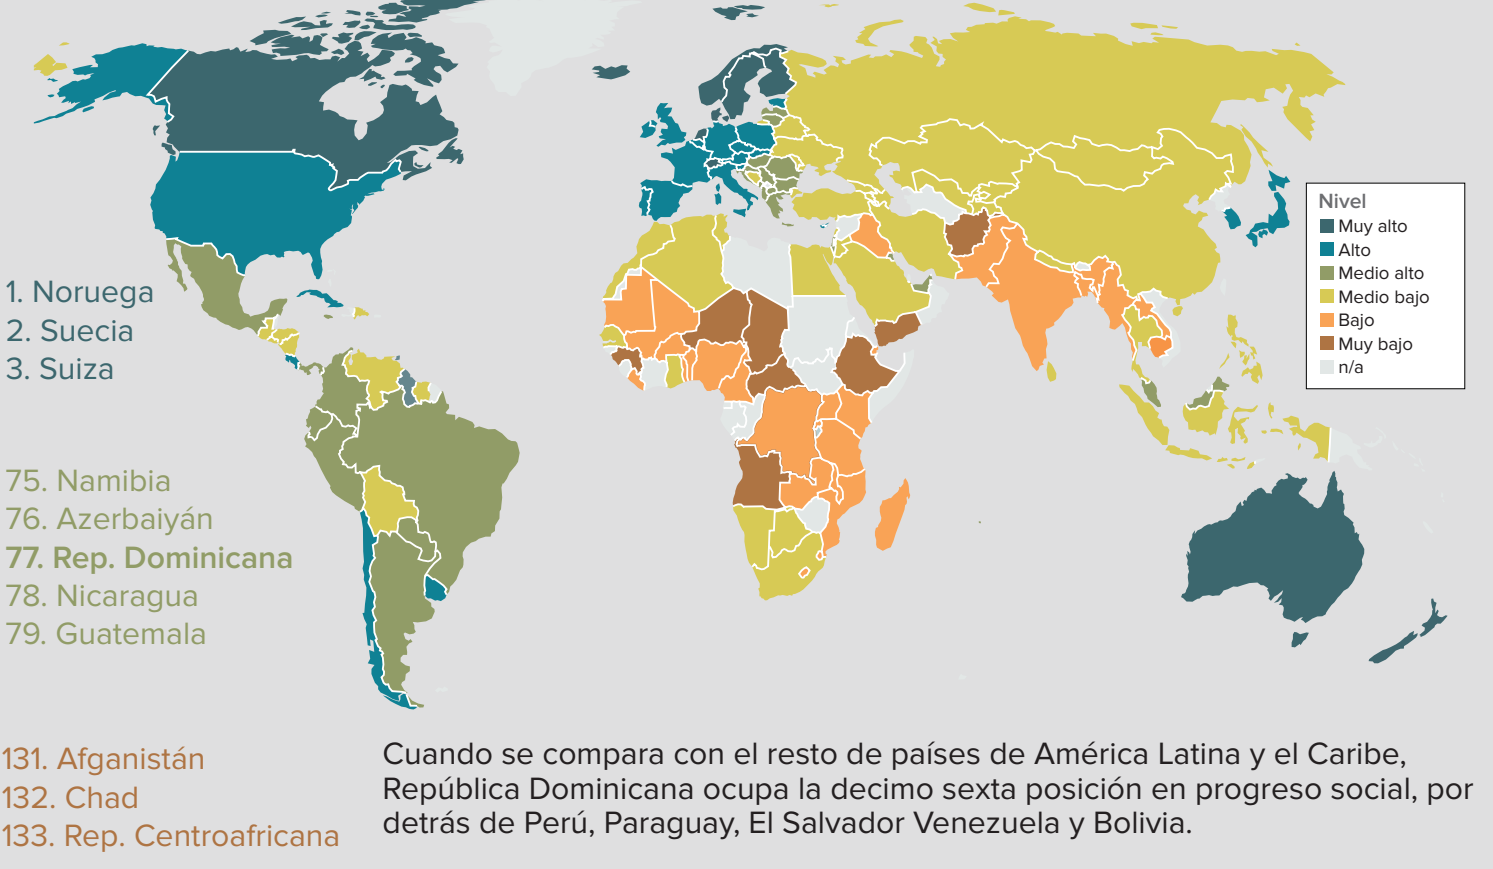 Nivel
Muy alto
Alto
Medio alto
Medio bajo
Bajo
Muy bajo
n/a
1. Noruega
2. Suecia
3. Suiza
75. Namibia
76. Azerbaiyán
77. Rep. Dominicana
78. Nicaragua
79. Guatemala
131. Afganistán
132. Chad
133. Rep. Centroafricana
Cuando se compara con el resto de países de América Latina y el Caribe,
República Dominicana ocupa la decimo sexta posición en progreso social, por
detrás de Perú, Paraguay, El Salvador Venezuela y Bolivia.